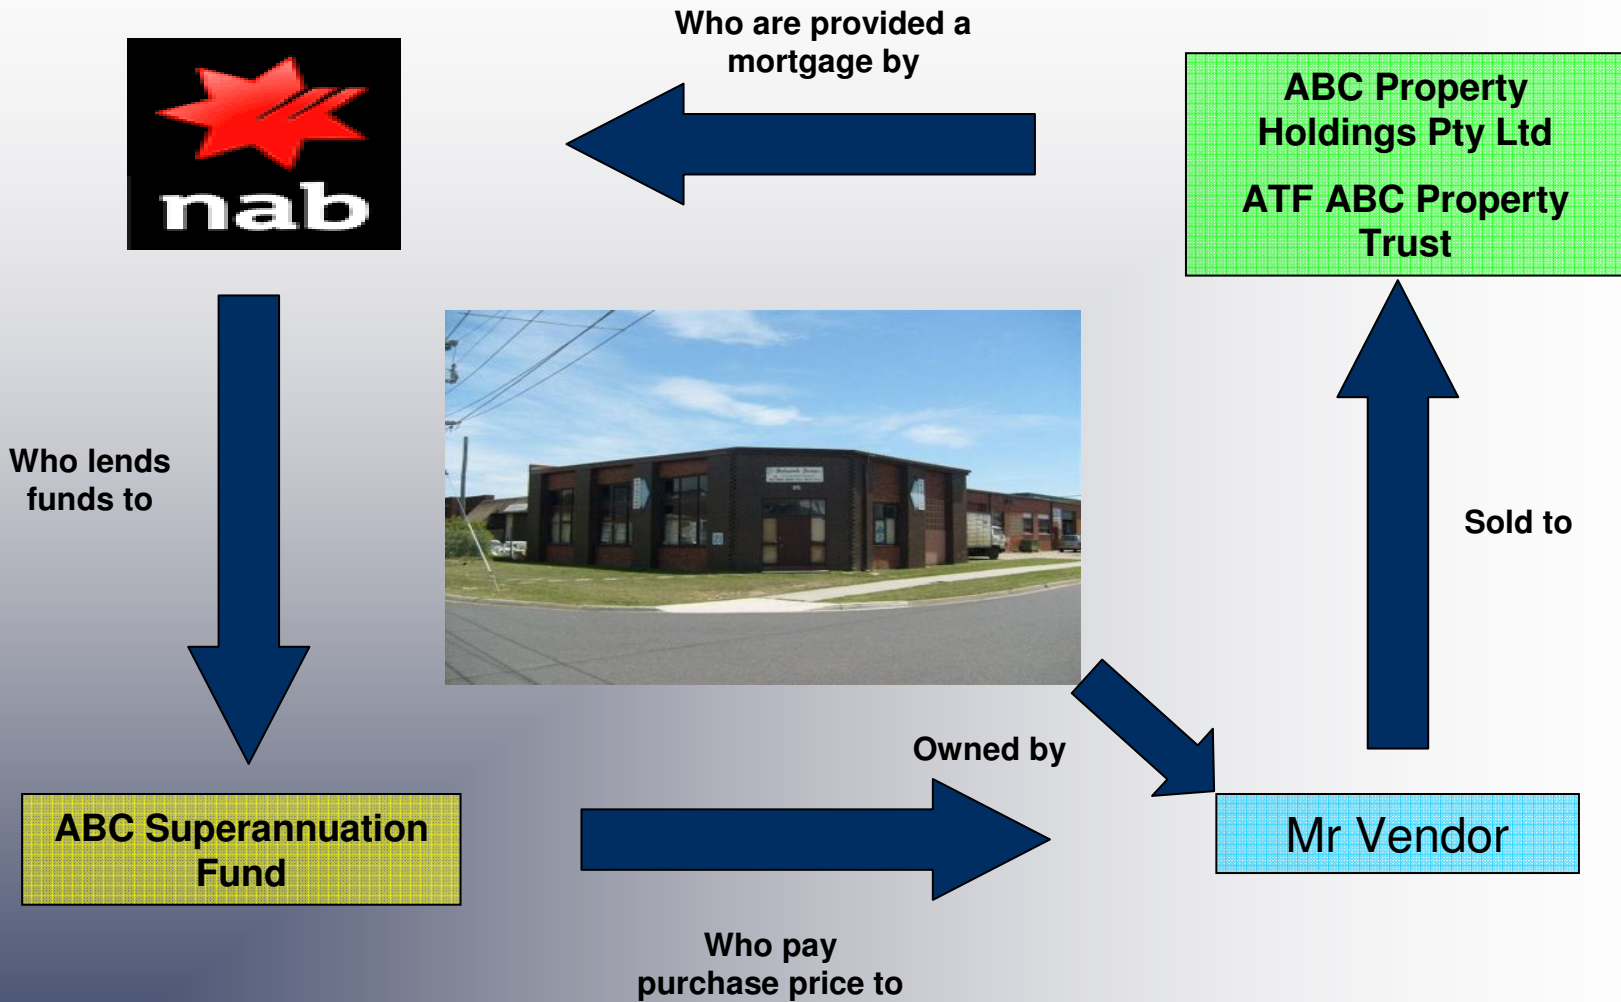 Who are provided a
mortgage by
nab
ABC Property
Holdings Pty Ltd
ATF ABC Property
Trust
Who lends
funds to
Sold to
Owned by
ABC Superannuation
Fund
Mr Vendor
Who pay
purchase price to